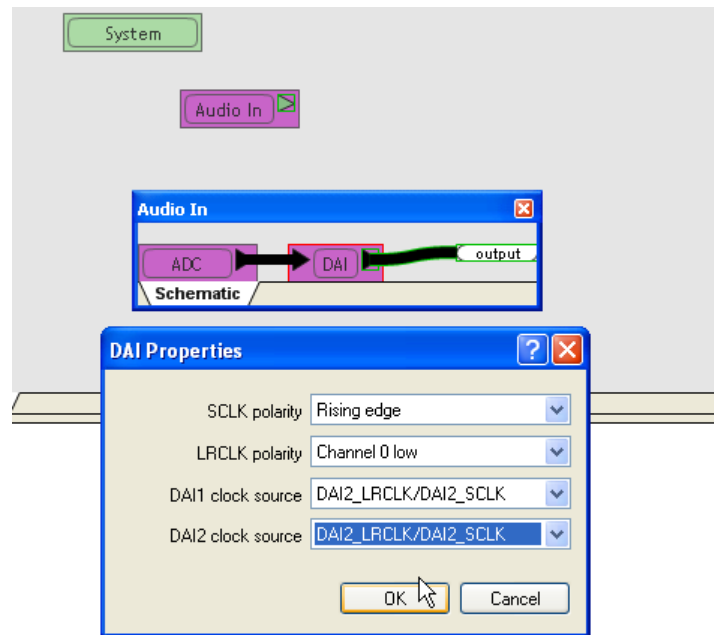 System
Audio In
Audio In
ADC
DAI
output
Schematic
DAI Properties
?
SCLK polarity Rising edge
LRCLK polarity Channel 0 low
DAI1 clock source DAI2_LRCLK/DAI2_SCLK
DAI2 clock source DAI2_LRCLK/DAI2_SCLK
OK Cancel